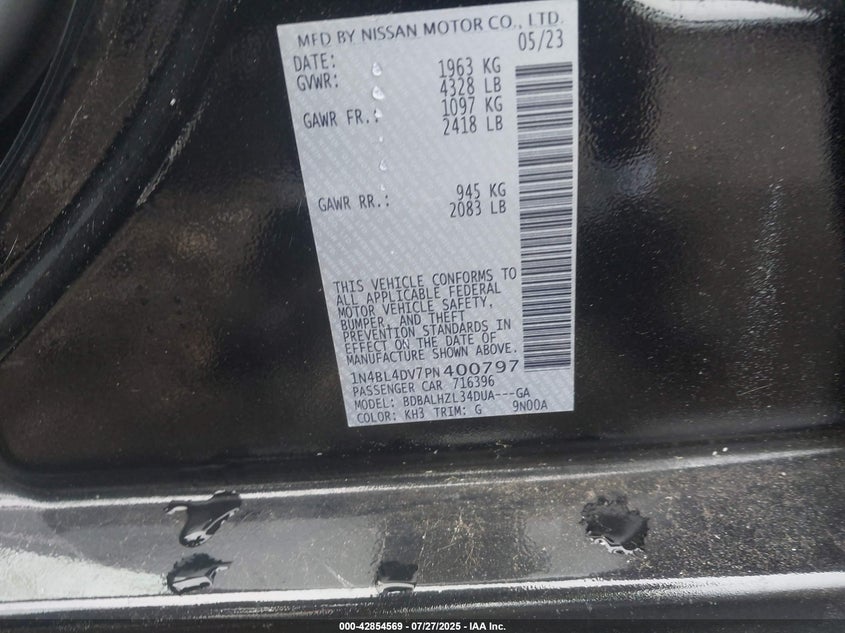 MFD BY NISSAN MOTOR CO., LTD.
DATE: 05/23
GVWR: 1963 KG
4328 LB
GAWR FR.: 1097 KG
2418 LB
GAWR RR.: 945 KG
2083 LB
THIS VEHICLE CONFORMS TO
ALL APPLICABLE FEDERAL
MOTOR VEHICLE SAFETY,
BUMPER, AND THEFT
PREVENTION STANDARDS IN
EFFECT ON THE DATE OF
MANUFACTURE SHOWN ABOVE.
1N4BL4DV7PN400797
PASSENGER CAR 716396
MODEL: BDBALHZL34DUA---GA
COLOR: KH3 TRIM: G 9N00A
000-42854569 — 07/27/2025 - IAA Inc.